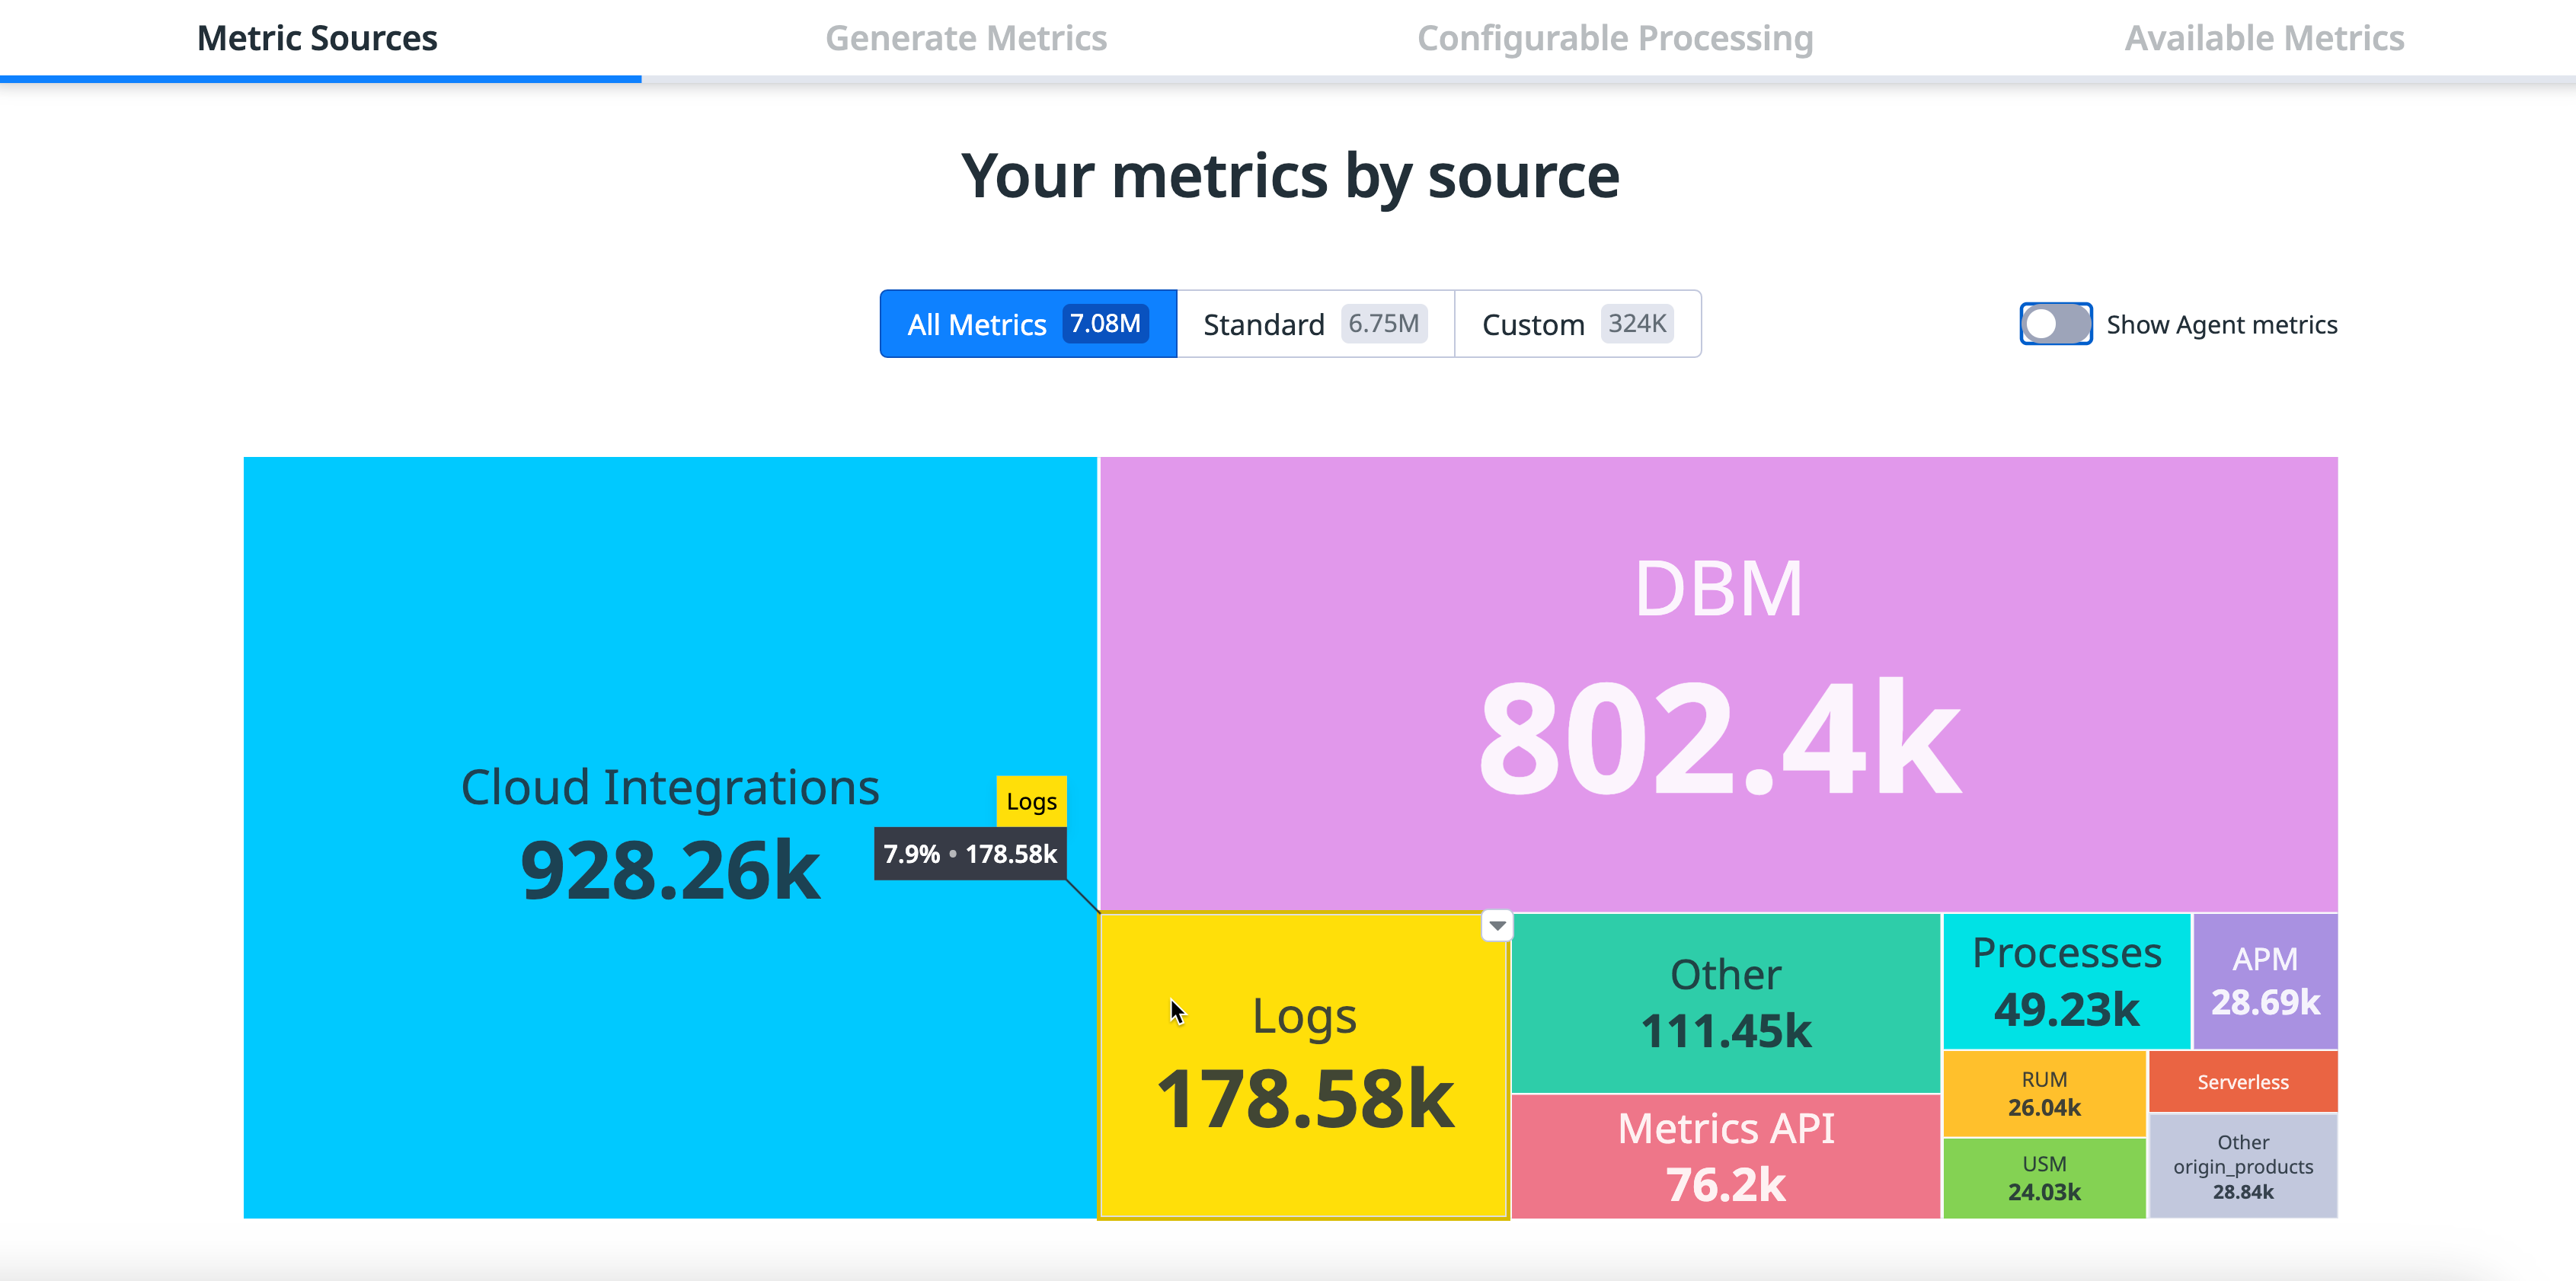 Metric Sources
Generate Metrics
Configurable Processing
Available Metrics
Your metrics by source
All Metrics 7.08M
Standard 6.75M
Custom 324K
Show Agent metrics
Cloud Integrations
928.26k
Logs
7.9% • 178.58k
DBM
802.4k
Logs
178.58k
Other
111.45k
Metrics API
76.2k
Processes
49.23k
APM
28.69k
RUM
26.04k
USM
24.03k
Serverless
Other
origin_products
28.84k